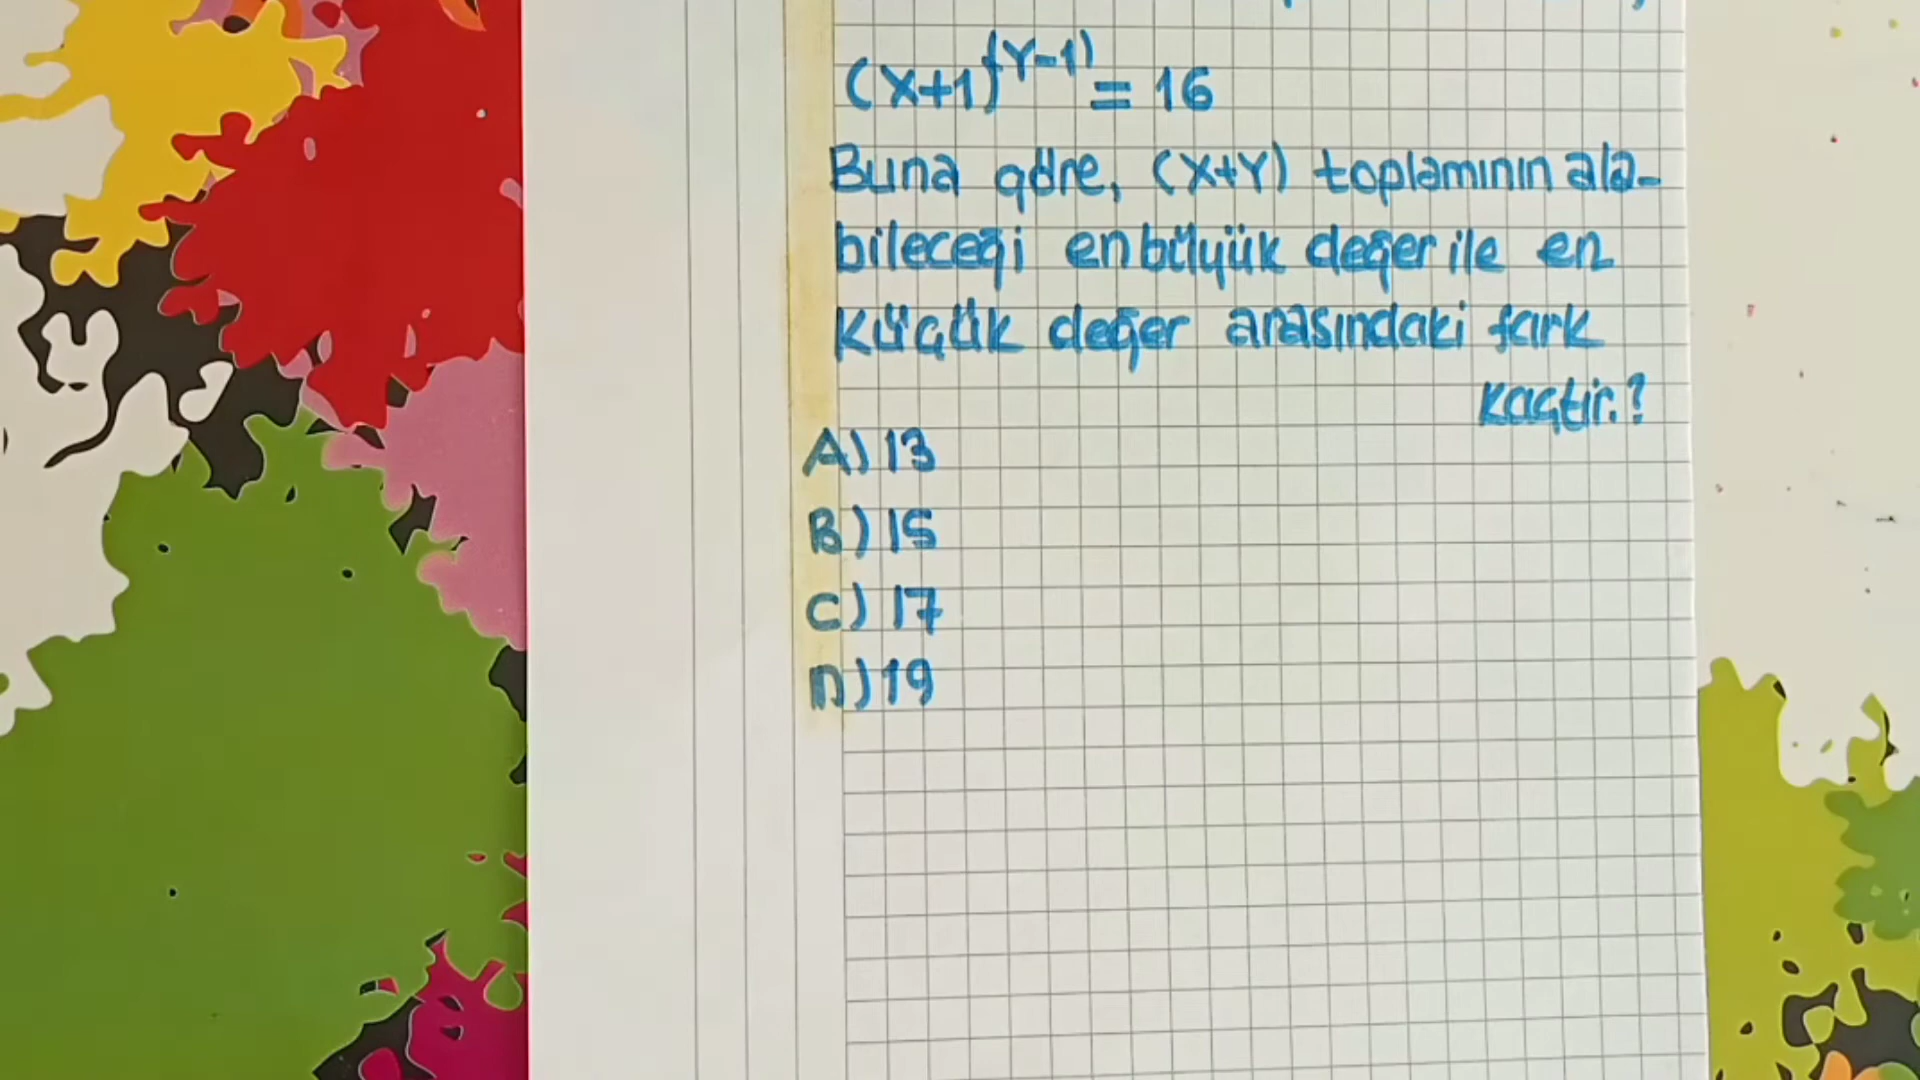 (x+1)^(Y-1) = 16
Buna göre, (x+Y) toplamının ala-
bileceği en büyük değer ile en
küçük değer arasındaki fark
kaçtir.?
A) 13
B) 15
C) 17
D) 19